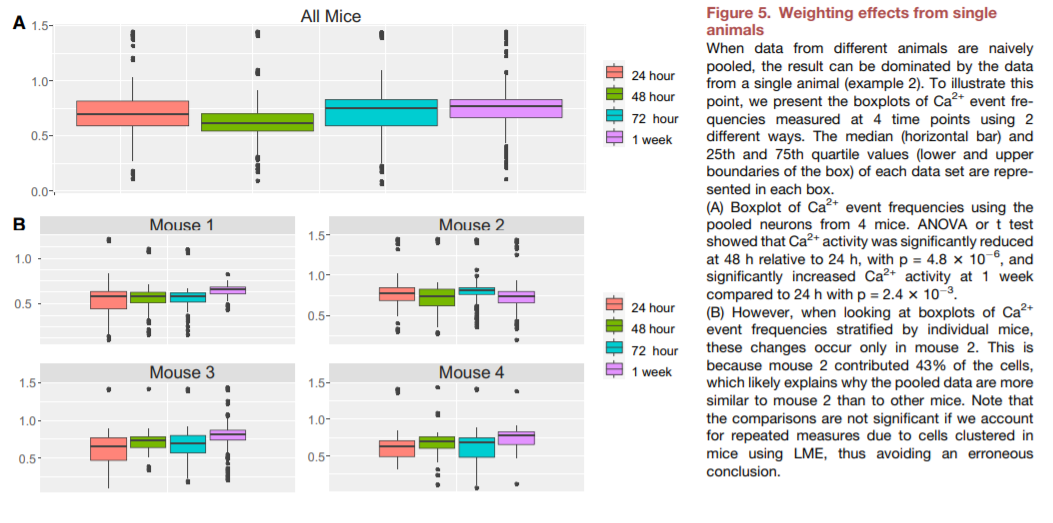 A
All Mice
1.5
1.0
0.5
0.0
24 hour
48 hour
72 hour
1 week
B
Mouse 1
1.0
0.5
Mouse 2
1.5
1.0
0.5
Mouse 3
1.5
1.0
0.5
Mouse 4
1.5
1.0
0.5
24 hour
48 hour
72 hour
1 week
Figure 5. Weighting effects from single
animals
When data from different animals are naively
pooled, the result can be dominated by the data
from a single animal (example 2). To illustrate this
point, we present the boxplots of Ca2+ event fre-
quencies measured at 4 time points using 2
different ways. The median (horizontal bar) and
25th and 75th quartile values (lower and upper
boundaries of the box) of each data set are repre-
sented in each box.
(A) Boxplot of Ca2+ event frequencies using the
pooled neurons from 4 mice. ANOVA or t test
showed that Ca2+ activity was significantly reduced
at 48 h relative to 24 h, with p = 4.8 × 10−6, and
significantly increased Ca2+ activity at 1 week
compared to 24 h with p = 2.4 × 10−3.
(B) However, when looking at boxplots of Ca2+
event frequencies stratified by individual mice,
these changes occur only in mouse 2. This is
because mouse 2 contributed 43% of the cells,
which likely explains why the pooled data are more
similar to mouse 2 than to other mice. Note that
the comparisons are not significant if we account
for repeated measures due to cells clustered in
mice using LME, thus avoiding an erroneous
conclusion.